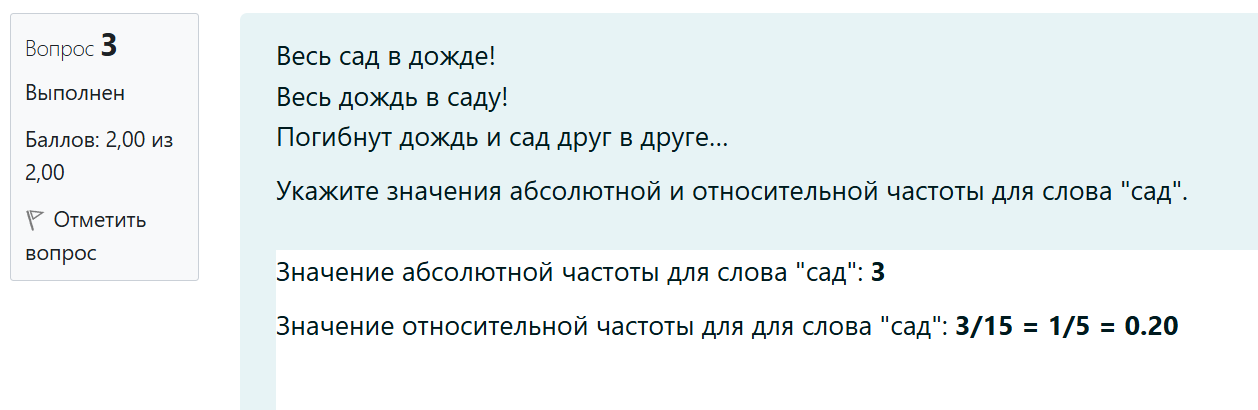 Вопрос 3
Выполнен
Баллов: 2,00 из
2,00
Отметить
вопрос
Весь сад в дожде!
Весь дождь в саду!
Погибнут дождь и сад друг в друге...
Укажите значения абсолютной и относительной частоты для слова "сад".
Значение абсолютной частоты для слова "сад": 3
Значение относительной частоты для для слова "сад": 3/15 = 1/5 = 0.20